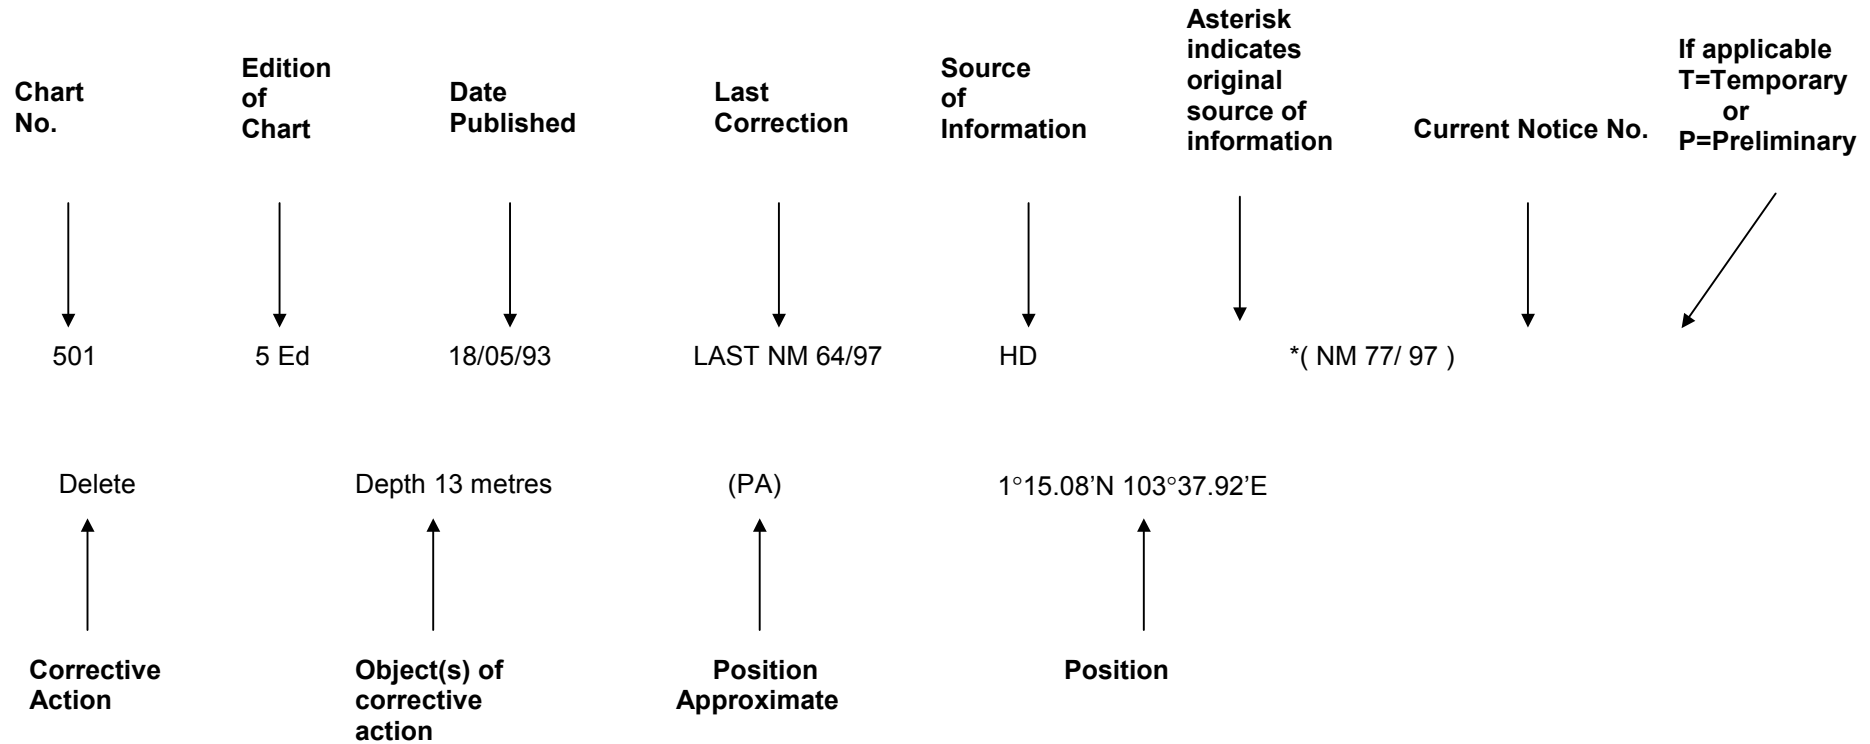 Chart
No.
Edition
of
Chart
Date
Published
Last
Correction
Source
of
Information
Asterisk
indicates
original
source of
information
Current Notice No.
If applicable
T=Temporary
or
P=Preliminary
501 5 Ed 18/05/93 LAST NM 64/97 HD *( NM 77/ 97 )
Delete Depth 13 metres (PA) 1°15.08’N 103°37.92’E
Corrective
Action
Object(s) of
corrective
action
Position
Approximate
Position